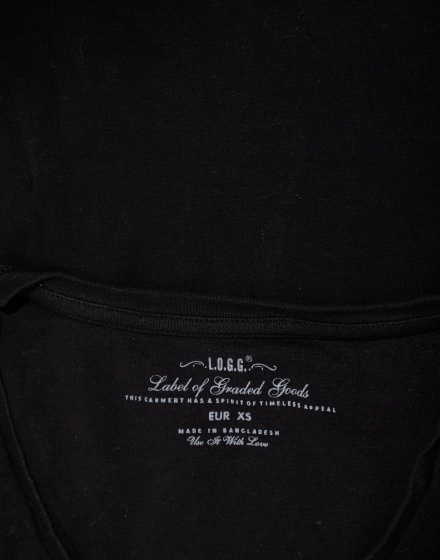 L.O.G.G.®
Label of Graded Goods
THIS GARMENT HAS A SPIRIT OF TIMELESS APPEAL
EUR XS
MADE IN BANGLADESH
Use It With Love